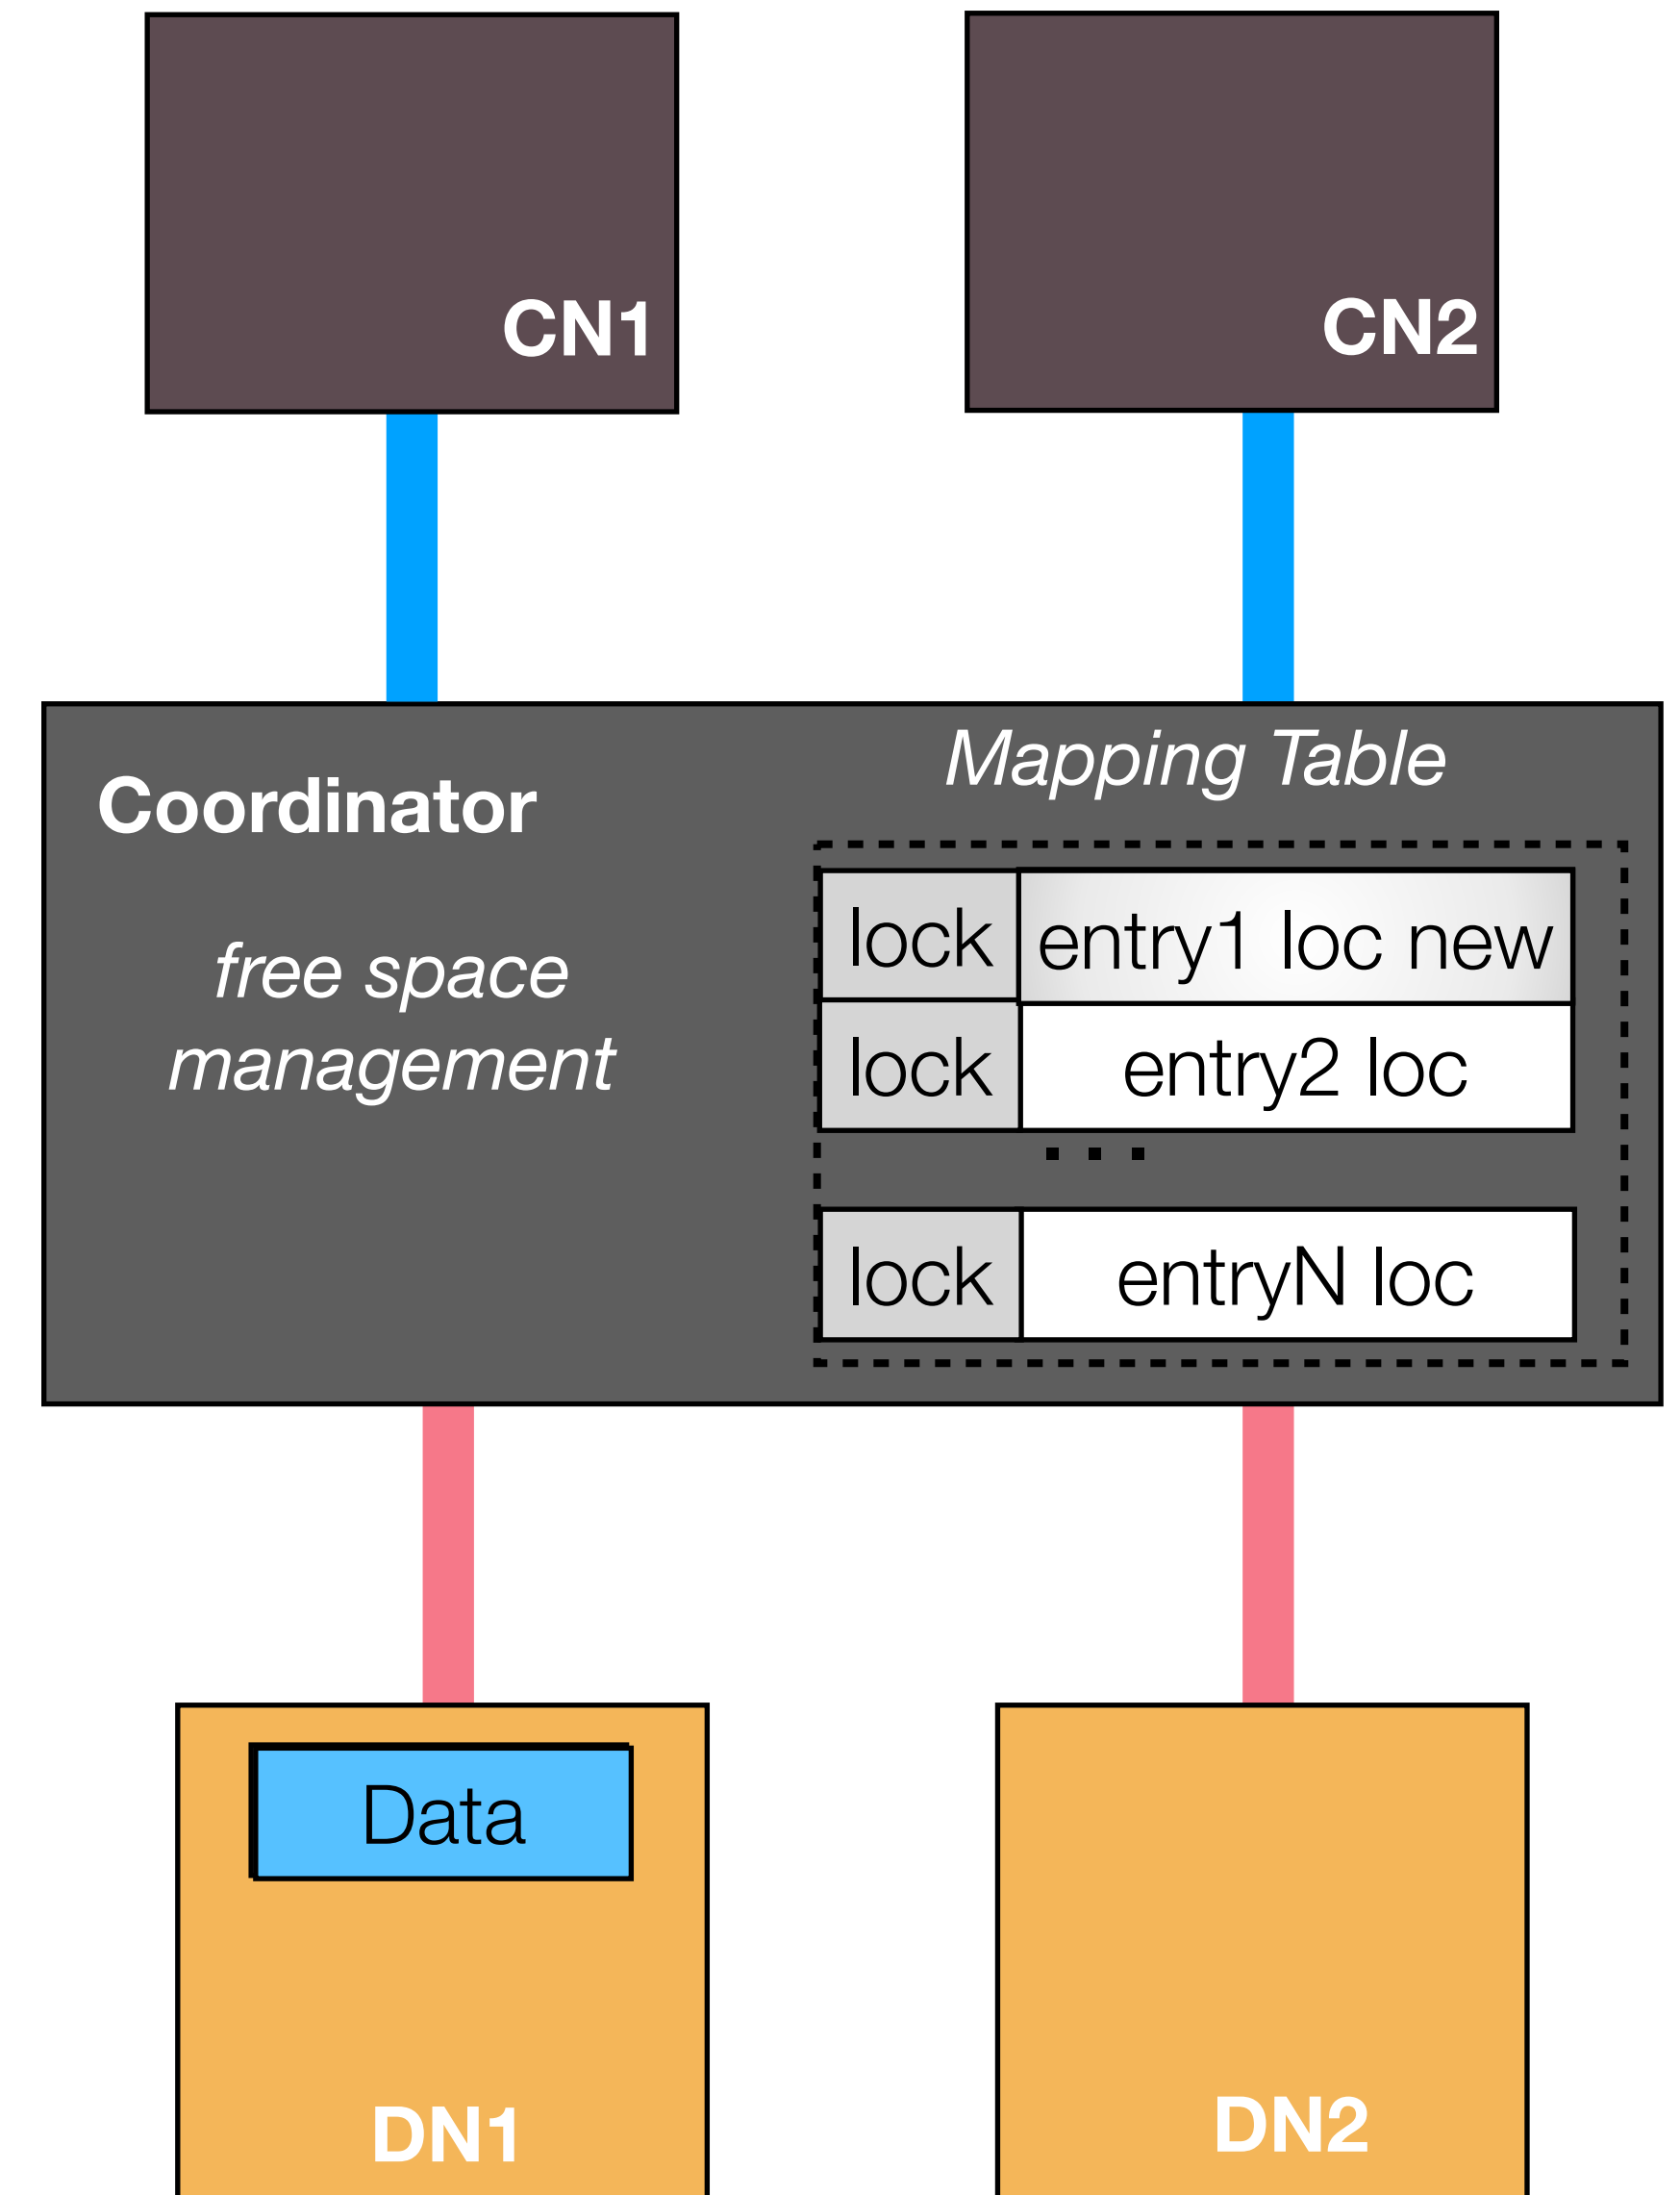 CN1
CN2
Coordinator
free space
management
Mapping Table
lock entry1 loc new
lock entry2 loc
...
lock entryN loc
Data
DN1
DN2